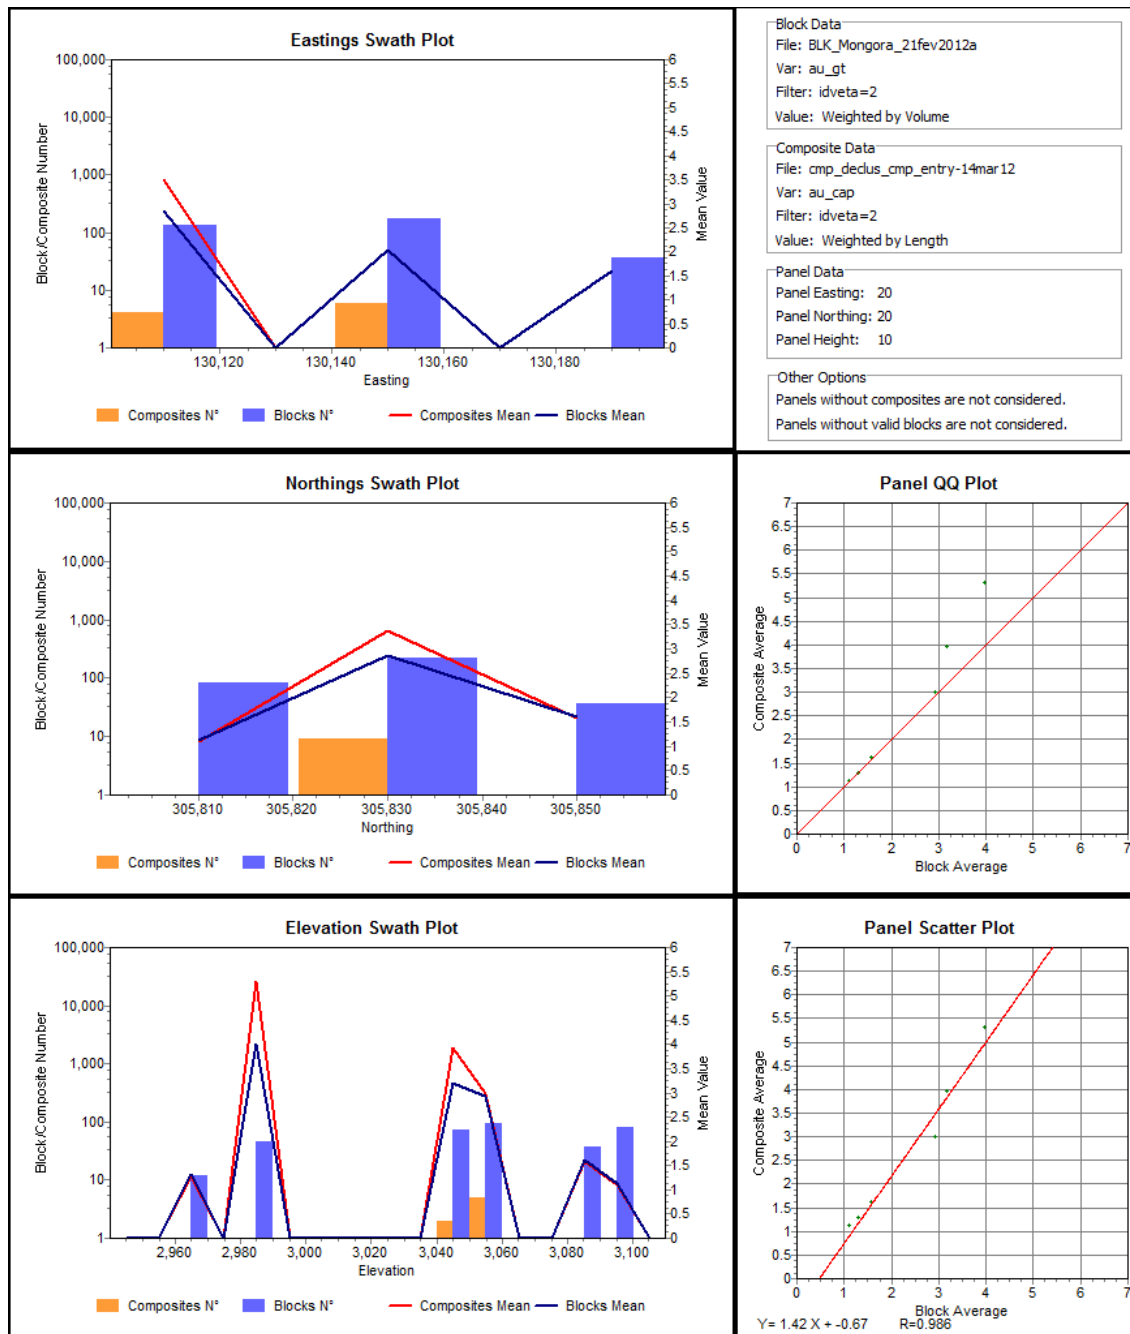 Eastings Swath Plot
100,000
10,000
1,000
100
10
1
Block/Composite Number
6
5.5
5
4.5
4
3.5
3
2.5
2
1.5
1
0.5
0
Mean Value
130,120
130,140
130,160
130,180
Easting
Composites N°
Blocks N°
Composites Mean
Blocks Mean
Block Data
File: BLK_Mongora_21fev2012a
Var: au_gt
Filter: idveta=2
Value: Weighted by Volume
Composite Data
File: cmp_declus_cmp_entry-14mar12
Var: au_cap
Filter: idveta=2
Value: Weighted by Length
Panel Data
Panel Easting: 20
Panel Northing: 20
Panel Height: 10
Other Options
Panels without composites are not considered.
Panels without valid blocks are not considered.
Northings Swath Plot
100,000
10,000
1,000
100
10
1
Block/Composite Number
6
5.5
5
4.5
4
3.5
3
2.5
2
1.5
1
0.5
0
Mean Value
305,810
305,820
305,830
305,840
305,850
Northing
Composites N°
Blocks N°
Composites Mean
Blocks Mean
Panel QQ Plot
7
6.5
6
5.5
5
4.5
4
3.5
3
2.5
2
1.5
1
0.5
0
Composite Average
0
1
2
3
4
5
6
7
Block Average
Elevation Swath Plot
100,000
10,000
1,000
100
10
1
Block/Composite Number
6
5.5
5
4.5
4
3.5
3
2.5
2
1.5
1
0.5
0
Mean Value
2,960
2,980
3,000
3,020
3,040
3,060
3,080
3,100
Elevation
Composites N°
Blocks N°
Composites Mean
Blocks Mean
Panel Scatter Plot
7
6.5
6
5.5
5
4.5
4
3.5
3
2.5
2
1.5
1
0.5
0
Composite Average
0
1
2
3
4
5
6
7
Block Average
Y= 1.42 X + -0.67 R=0.986